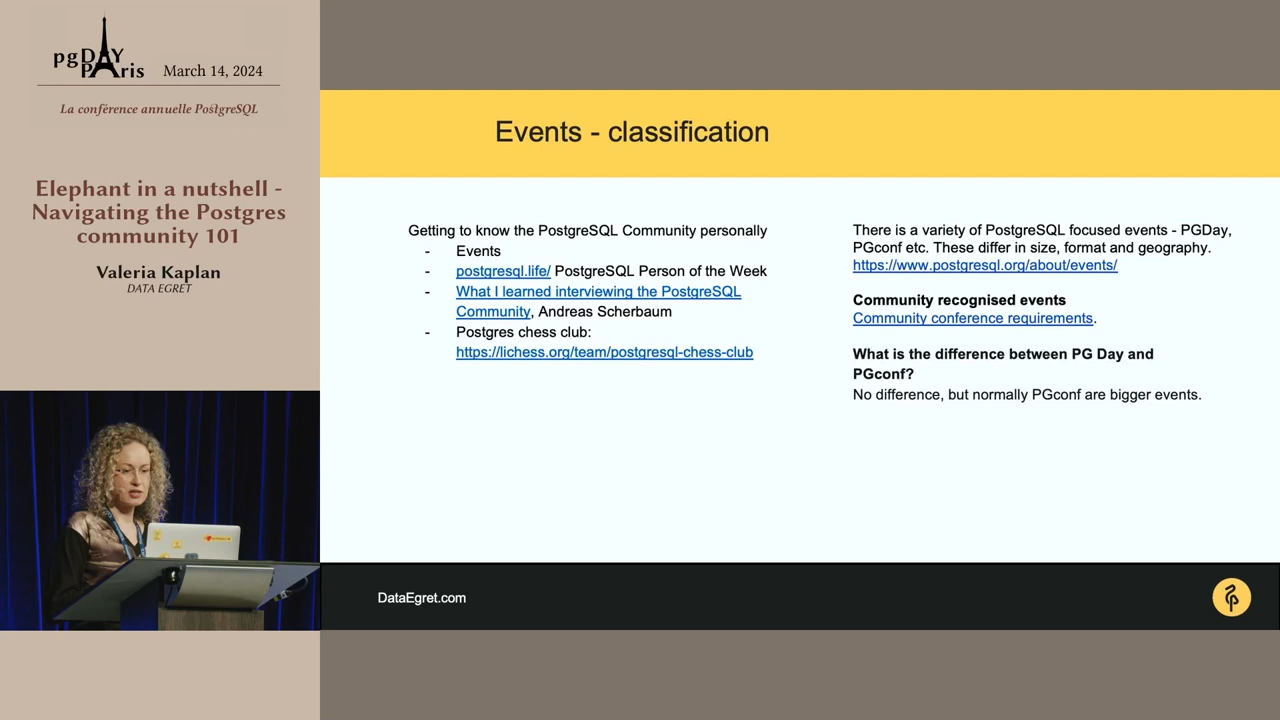 pgDAY
PAris
March 14, 2024
La conférence annuelle PostgreSQL
Elephant in a nutshell -
Navigating the Postgres
community 101
Valeria Kaplan
DATA EGRET
Events - classification
Getting to know the PostgreSQL Community personally
- Events
- postgresql.life/ PostgreSQL Person of the Week
- What I learned interviewing the PostgreSQL
Community, Andreas Scherbaum
- Postgres chess club:
https://lichess.org/team/postgresql-chess-club
There is a variety of PostgreSQL focused events - PGDay,
PGconf etc. These differ in size, format and geography.
https://www.postgresql.org/about/events/
Community recognised events
Community conference requirements.
What is the difference between PG Day and
PGconf?
No difference, but normally PGconf are bigger events.
DataEgret.com